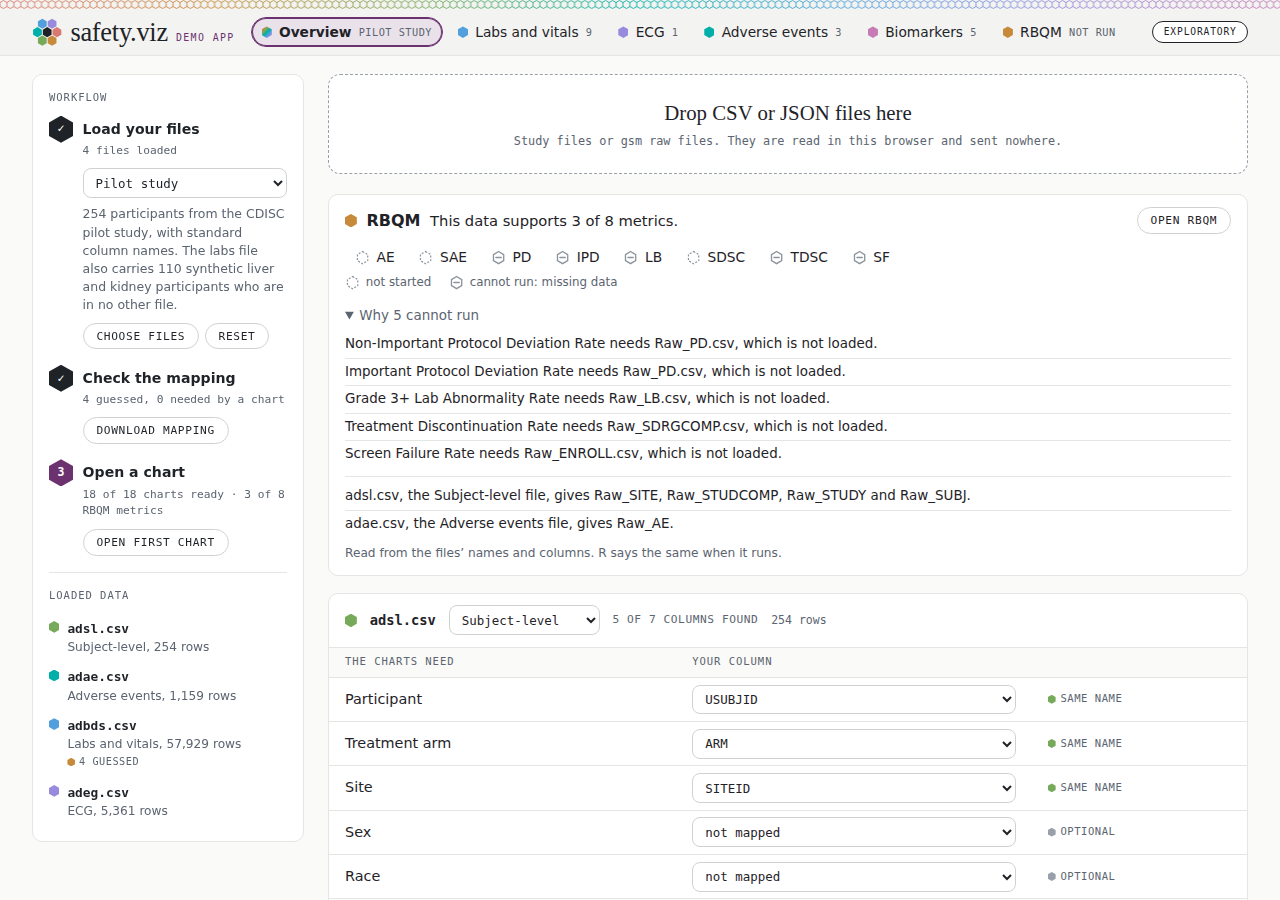 safety.viz DEMO APP
Overview PILOT STUDY
Labs and vitals 9
ECG 1
Adverse events 3
Biomarkers 5
RBQM NOT RUN
EXPLORATORY
WORKFLOW
✓ Load your files
4 files loaded
Pilot study
254 participants from the CDISC
pilot study, with standard
column names. The labs file
also carries 110 synthetic liver
and kidney participants who are
in no other file.
CHOOSE FILES RESET
✓ Check the mapping
4 guessed, 0 needed by a chart
DOWNLOAD MAPPING
3 Open a chart
18 of 18 charts ready · 3 of 8
RBQM metrics
OPEN FIRST CHART
LOADED DATA
adsl.csv
Subject-level, 254 rows
adae.csv
Adverse events, 1,159 rows
adbds.csv
Labs and vitals, 57,929 rows
4 GUESSED
adeg.csv
ECG, 5,361 rows
Drop CSV or JSON files here
Study files or gsm raw files. They are read in this browser and sent nowhere.
RBQM This data supports 3 of 8 metrics.
OPEN RBQM
AE SAE PD IPD LB SDSC TDSC SF
not started cannot run: missing data
▼ Why 5 cannot run
Non-Important Protocol Deviation Rate needs Raw_PD.csv, which is not loaded.
Important Protocol Deviation Rate needs Raw_PD.csv, which is not loaded.
Grade 3+ Lab Abnormality Rate needs Raw_LB.csv, which is not loaded.
Treatment Discontinuation Rate needs Raw_SDRGCOMP.csv, which is not loaded.
Screen Failure Rate needs Raw_ENROLL.csv, which is not loaded.
adsl.csv, the Subject-level file, gives Raw_SITE, Raw_STUDCOMP, Raw_STUDY and Raw_SUBJ.
adae.csv, the Adverse events file, gives Raw_AE.
Read from the files’ names and columns. R says the same when it runs.
adsl.csv Subject-level 5 OF 7 COLUMNS FOUND 254 rows
THE CHARTS NEED YOUR COLUMN
Participant USUBJID SAME NAME
Treatment arm ARM SAME NAME
Site SITEID SAME NAME
Sex not mapped OPTIONAL
Race not mapped OPTIONAL